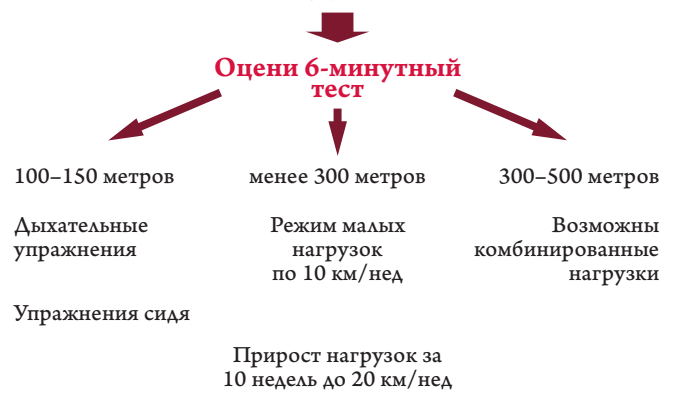 Оцени 6-минутный
тест
100–150 метров
Дыхательные
упражнения
Упражнения сидя
менее 300 метров
Режим малых
нагрузок
по 10 км/нед
Прирост нагрузок за
10 недель до 20 км/нед
300–500 метров
Возможны
комбинированные
нагрузки